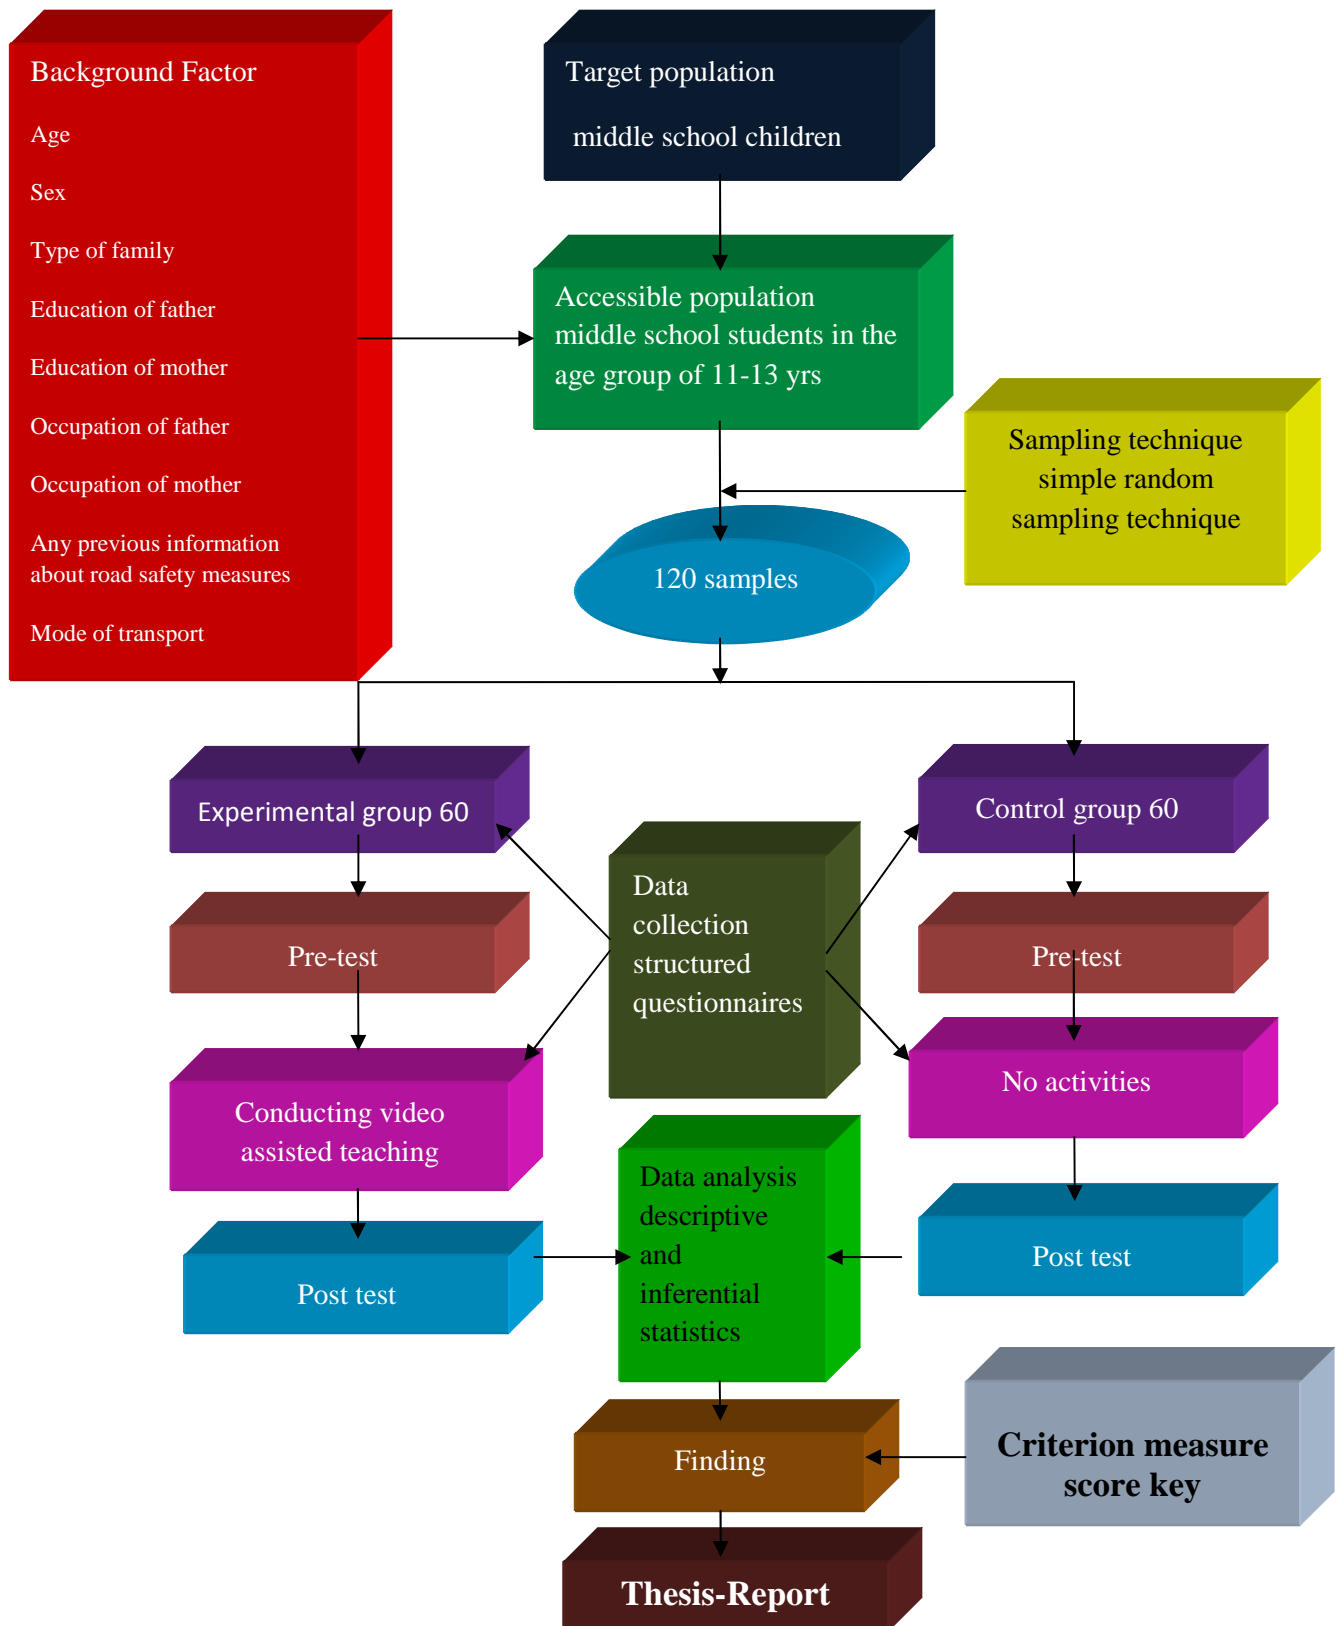 Background Factor
Age
Sex
Type of family
Education of father
Education of mother
Occupation of father
Occupation of mother
Any previous information
about road safety measures
Mode of transport
Target population
middle school children
Accessible population
middle school students in the
age group of 11-13 yrs
Sampling technique
simple random
sampling technique
120 samples
Experimental group 60
Control group 60
Data
collection
structured
questionnaires
Pre-test
Pre-test
Conducting video
assisted teaching
No activities
Post test
Data analysis
descriptive
and
inferential
statistics
Post test
Finding
Criterion measure
score key
Thesis-Report